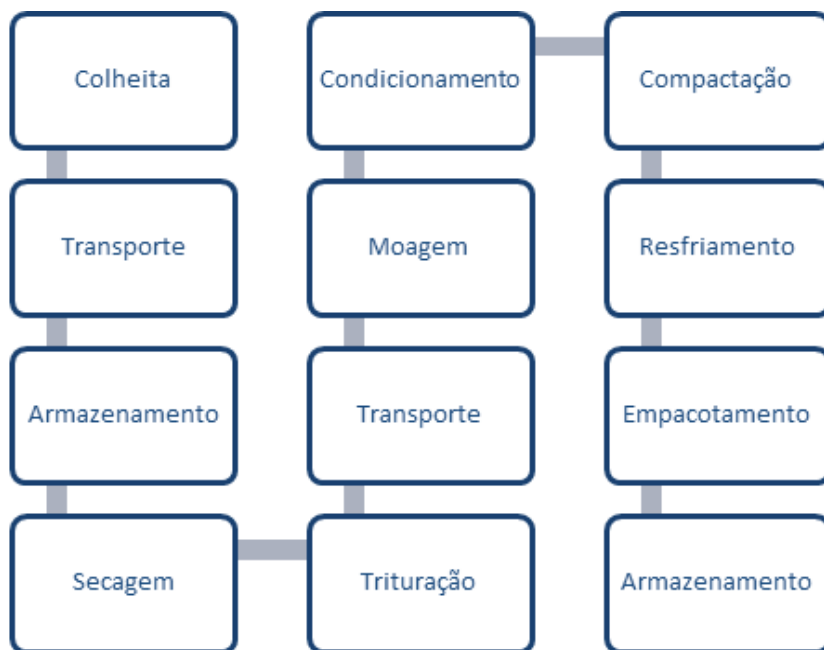 Colheita
Transporte
Armazenamento
Secagem
Trituração
Transporte
Moagem
Condicionamento
Compactação
Resfriamento
Empacotamento
Armazenamento